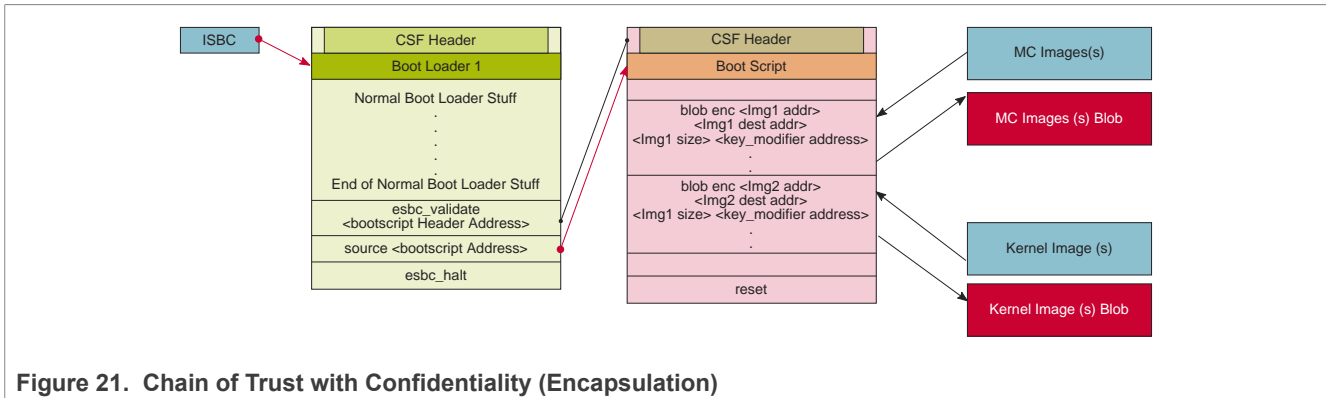 ISBC
CSF Header
Boot Loader 1
Normal Boot Loader Stuff
.
.
.
.
.
End of Normal Boot Loader Stuff
esbc_validate
<bootscript Header Address>
source <bootscript Address>
esbc_halt
CSF Header
Boot Script
blob enc <Img1 addr>
<Img1 dest addr>
<Img1 size> <key_modifier address>
.
.
blob enc <Img2 addr>
<Img2 dest addr>
<Img1 size> <key_modifier address>
.
.
reset
MC Images(s)
MC Images (s) Blob
Kernel Image (s)
Kernel Image (s) Blob
Figure 21. Chain of Trust with Confidentiality (Encapsulation)